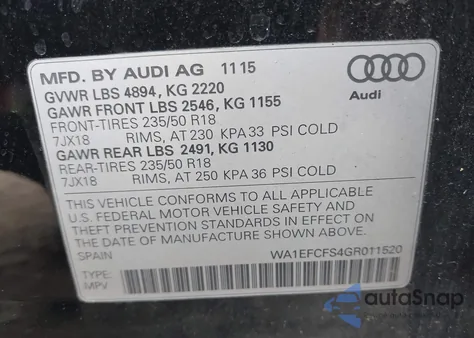 MFD. BY AUDI AG 11 15
GVWR LBS 4894, KG 2220
GAWR FRONT LBS 2546, KG 1155
FRONT-TIRES 235/50 R18
7JX18 RIMS, AT 230 KPA 33 PSI COLD
GAWR REAR LBS 2491, KG 1130
REAR-TIRES 235/50 R18
7JX18 RIMS, AT 250 KPA 36 PSI COLD
Audi
THIS VEHICLE CONFORMS TO ALL APPLICABLE
U.S. FEDERAL MOTOR VEHICLE SAFETY AND
THEFT PREVENTION STANDARDS IN EFFECT ON THE
DATE OF MANUFACTURE SHOWN ABOVE.
SPAIN WA1EFCFS4GR011520
TYPE:
MPV
autoSnap